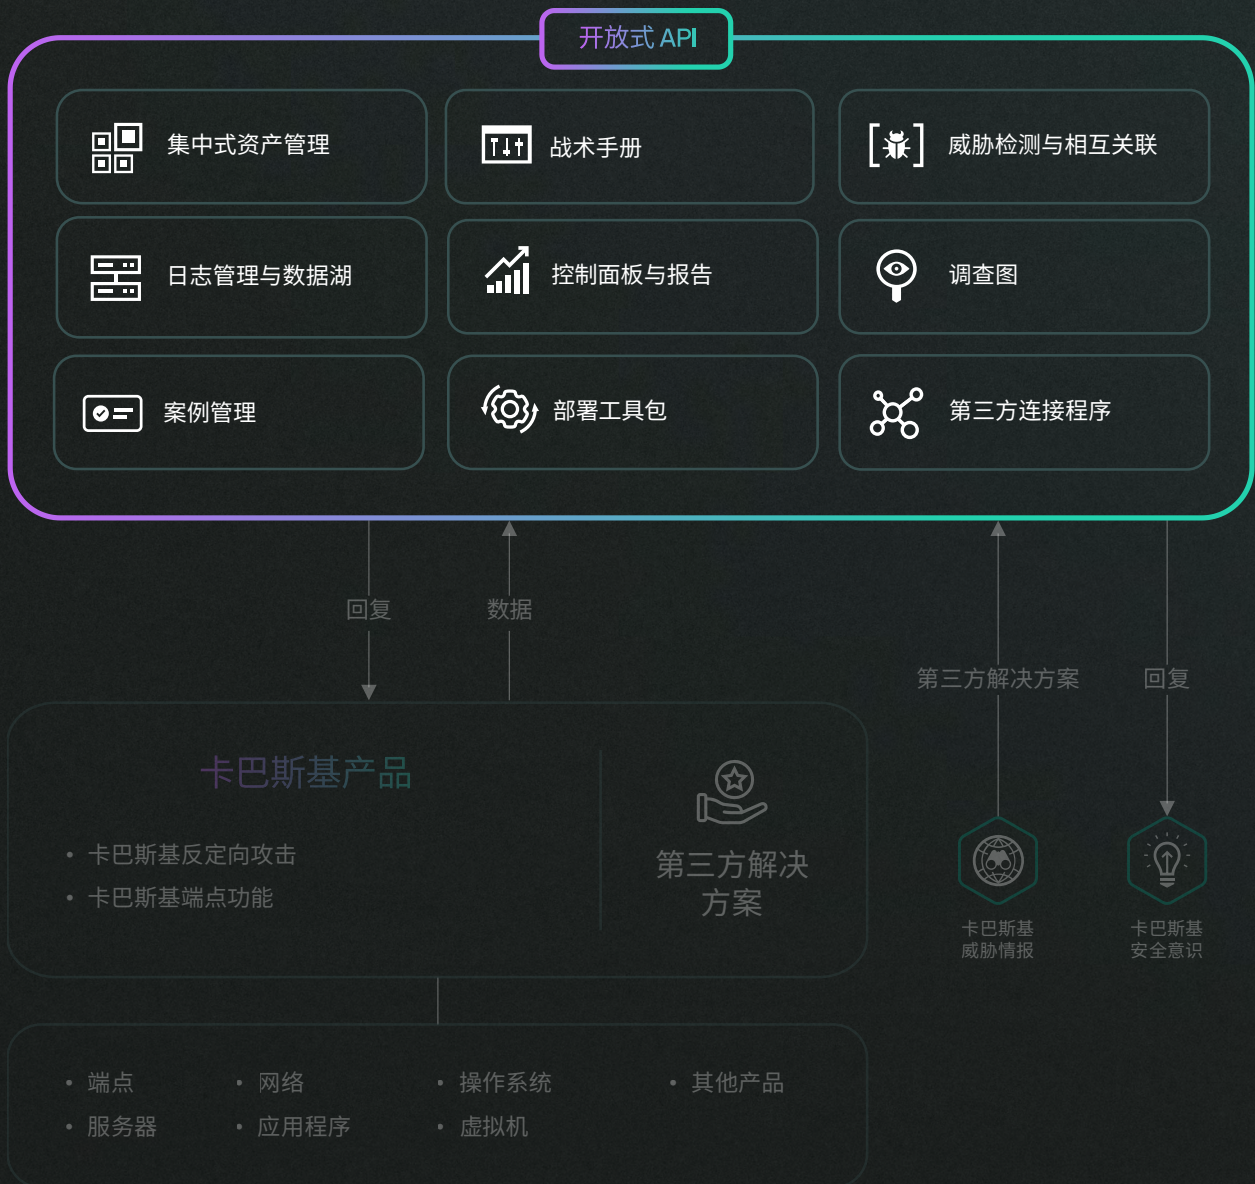 开放式 API
集中式资产管理
战术手册
威胁检测与相互关联
日志管理与数据湖
控制面板与报告
调查图
案例管理
部署工具包
第三方连接程序
回复
数据
第三方解决方案
回复
卡巴斯基产品
• 卡巴斯基反定向攻击
• 卡巴斯基端点功能
第三方解决
方案
卡巴斯基
威胁情报
卡巴斯基
安全意识
• 端点
• 网络
• 操作系统
• 其他产品
• 服务器
• 应用程序
• 虚拟机